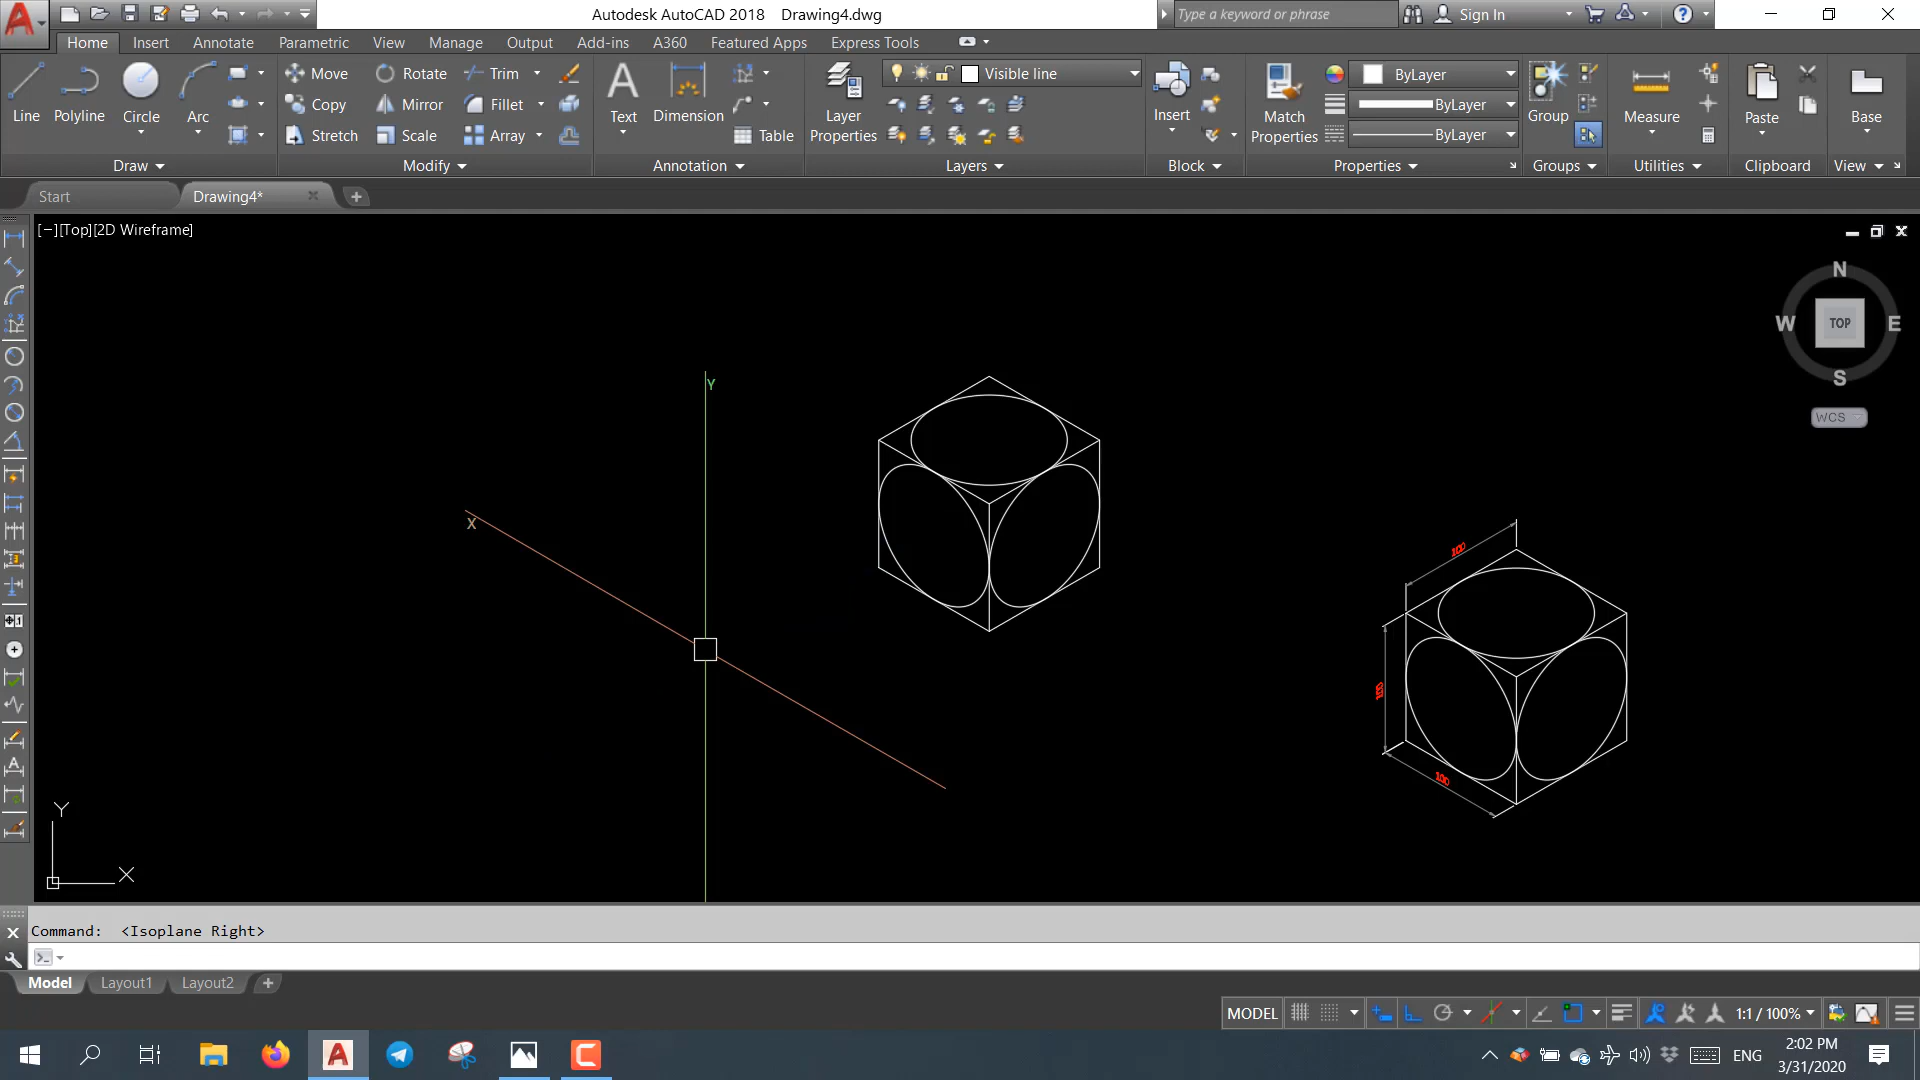 Autodesk AutoCAD 2018 Drawing4.dwg
Type a keyword or phrase
Sign In
Home Insert Annotate Parametric View Manage Output Add-ins A360 Featured Apps Express Tools
Line Polyline Circle Arc
Draw
Move Rotate Trim
Copy Mirror Fillet
Stretch Scale Array
Modify
Text Dimension Table
Annotation
Layer Properties
Visible line
Layers
Insert
Block
Match Properties
ByLayer
ByLayer
ByLayer
Properties
Group
Groups
Measure
Utilities
Paste
Clipboard
Base
View
Start Drawing4*
[−][Top][2D Wireframe]
N
W TOP E
S
WCS
Y
X
100
100
100
Y
X
Command: <Isoplane Right>
Model Layout1 Layout2
MODEL 1:1 / 100%
ENG 2:02 PM
3/31/2020